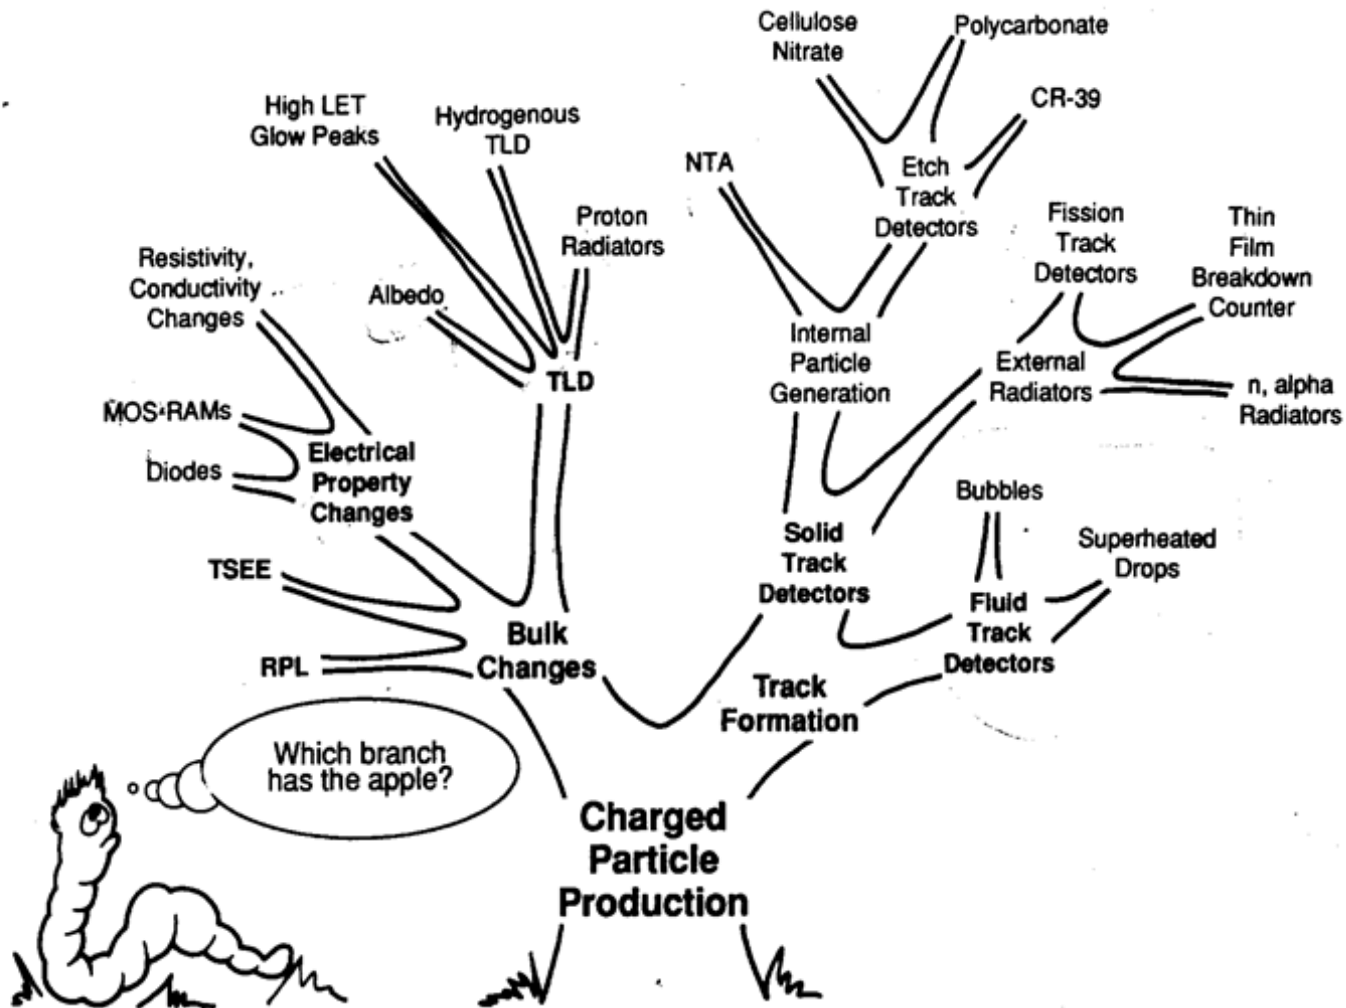 Cellulose
Nitrate
Polycarbonate
CR-39
High LET
Glow Peaks
Hydrogenous
TLD
NTA
Etch
Track
Detectors
Proton
Radiators
Fission
Track
Detectors
Thin
Film
Breakdown
Counter
Resistivity,
Conductivity
Changes
Albedo
Internal
Particle
Generation
External
Radiators
n, alpha
Radiators
TLD
MOS-RAMs
Diodes
Electrical
Property
Changes
Bubbles
Superheated
Drops
Solid
Track
Detectors
Fluid
Track
Detectors
TSEE
RPL
Bulk
Changes
Track
Formation
Which branch
has the apple?
Charged
Particle
Production